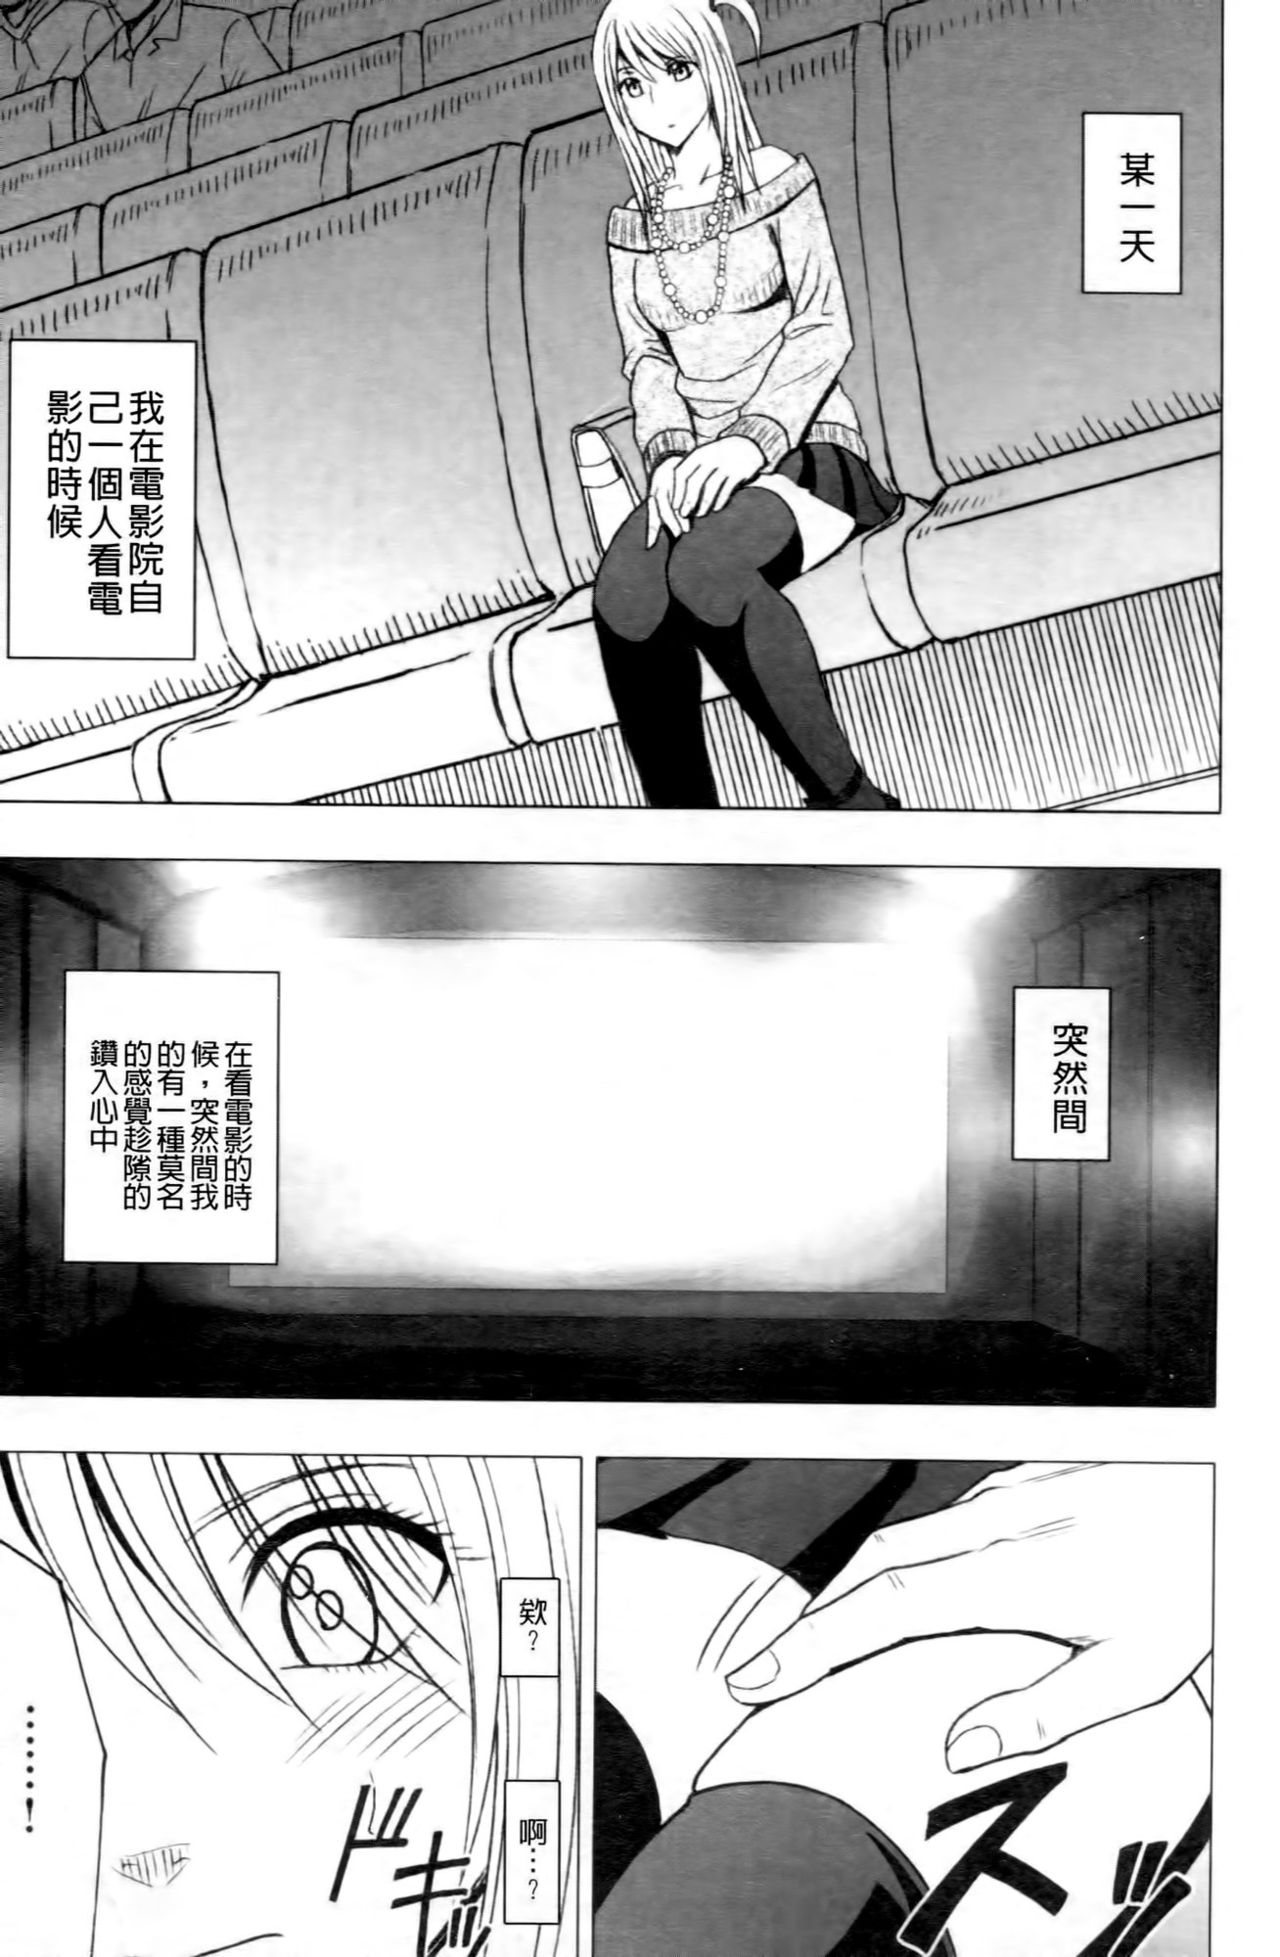 某一天
我在電影院自
己一個人看電
影的時候
突然間
在看電影的時
候，突然間我
的有一種莫名
的感覺趁隙的
鑽入心中
スッ
欸？
啊…？
ドキ
……！